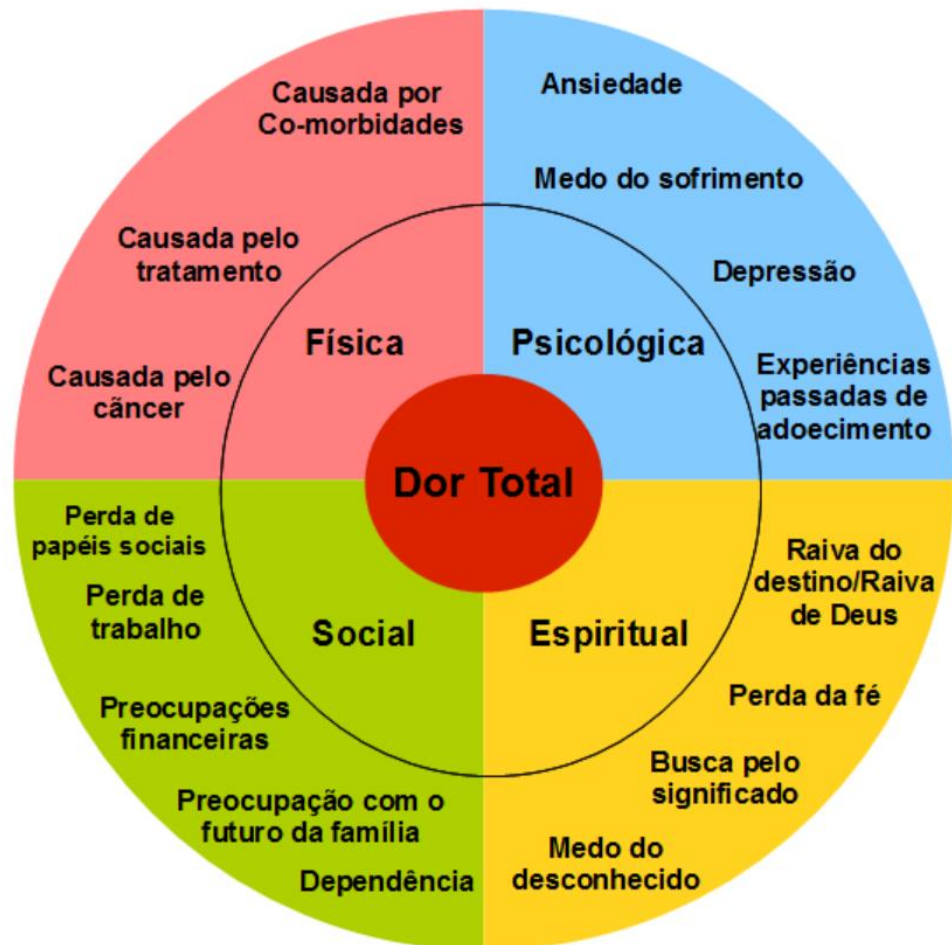 Causada por
Co-morbidades
Causada pelo
tratamento
Causada pelo
câncer
Física
Ansiedade
Medo do sofrimento
Depressão
Experiências
passadas de
adoecimento
Psicológica
Dor Total
Perda de
papéis sociais
Perda de
trabalho
Preocupações
financeiras
Preocupação com o
futuro da família
Dependência
Social
Espiritual
Raiva do
destino/Raiva
de Deus
Perda da fé
Busca pelo
significado
Medo do
desconhecido